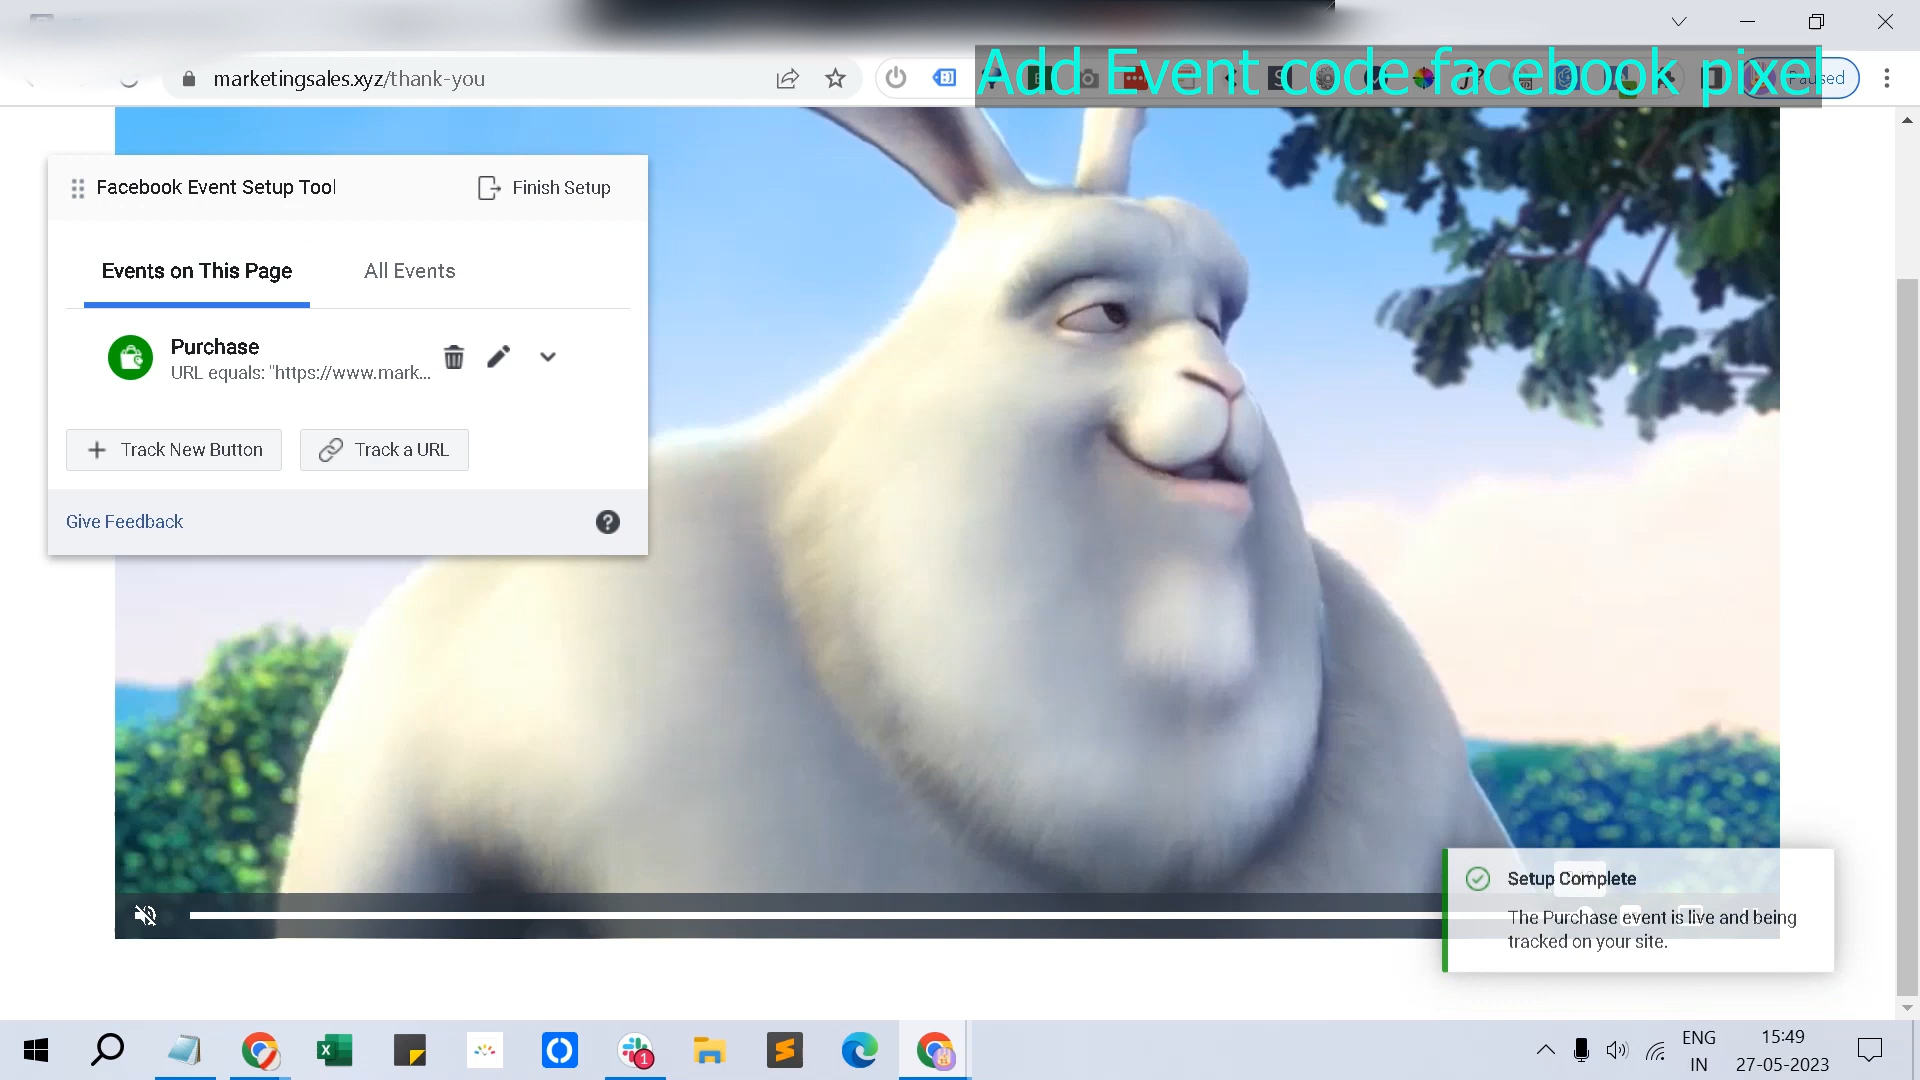 marketingsales.xyz/thank-you
Add Event code facebook pixel
Paused
Facebook Event Setup Tool
Finish Setup
Events on This Page
All Events
Purchase
URL equals: "https://www.mark...
Track New Button
Track a URL
Give Feedback
Setup Complete
The Purchase event is live and being
tracked on your site.
1
ENG
IN
15:49
27-05-2023